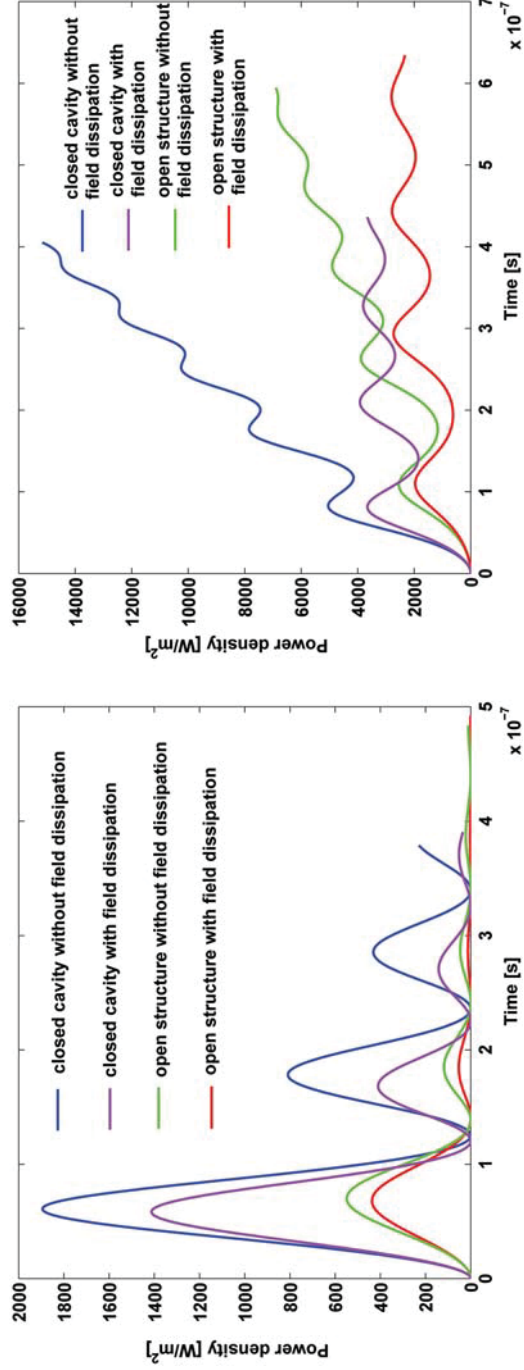 2000
1800
1600
1400
1200
1000
800
600
400
200
0
Power density [W/m²]
closed cavity without field dissipation
closed cavity with field dissipation
open structure without field dissipation
open structure with field dissipation
0
1
2
3
4
5
Time [s]
x 10⁻⁷
16000
14000
12000
10000
8000
6000
4000
2000
0
Power density [W/m²]
closed cavity without
field dissipation
closed cavity with
field dissipation
open structure without
field dissipation
open structure with
field dissipation
0
1
2
3
4
5
6
7
Time [s]
x 10⁻⁷